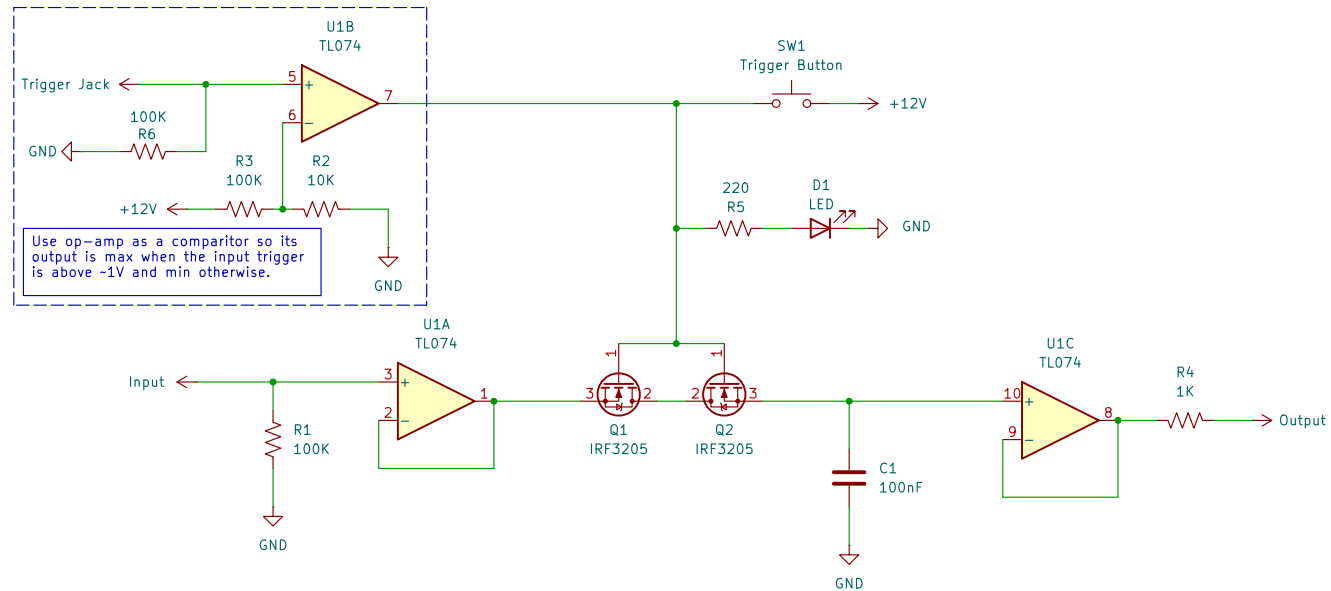 U1B
TL074
Trigger Jack
5
+
7
6
−
100K
R6
GND
R3
100K
R2
10K
+12V
GND
Use op-amp as a comparitor so its
output is max when the input trigger
is above ~1V and min otherwise.
SW1
Trigger Button
+12V
220
R5
D1
LED
GND
U1A
TL074
Input
3
+
1
2
−
R1
100K
GND
1
3
2
Q1
IRF3205
1
2
3
Q2
IRF3205
C1
100nF
GND
U1C
TL074
10
+
8
9
−
R4
1K
Output